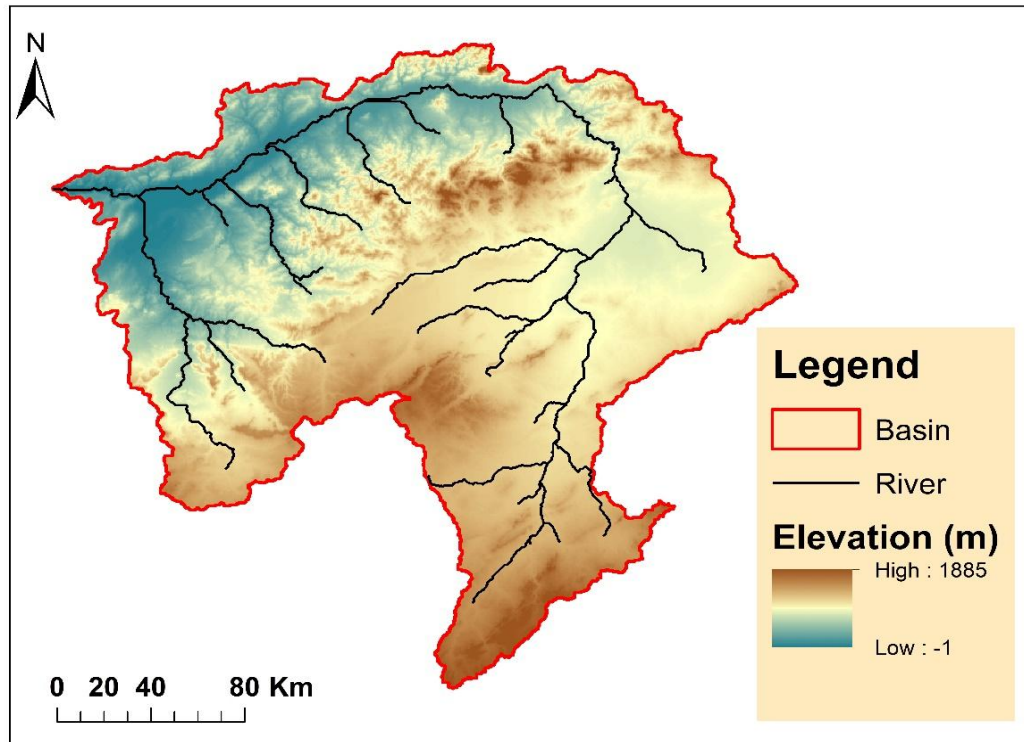 N
Legend
Basin
River
Elevation (m)
High : 1885
Low : -1
0 20 40 80 Km